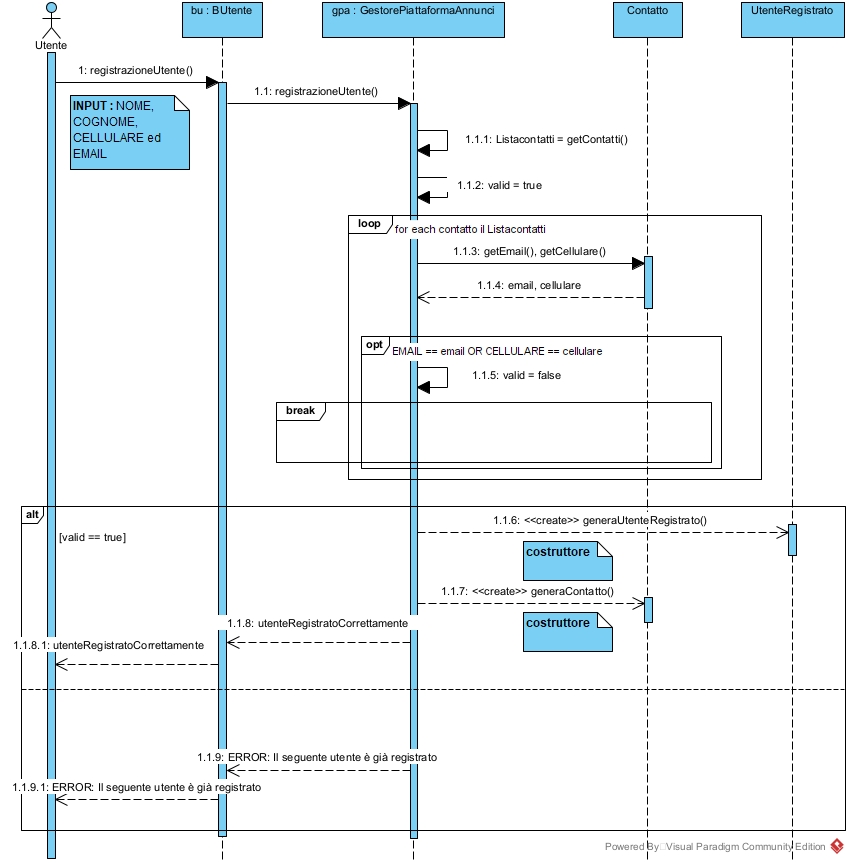 bu : BUtente
gpa : GestorePiattaformaAnnunci
Contatto
UtenteRegistrato
Utente
1: registrazioneUtente()
1.1: registrazioneUtente()
INPUT : NOME,
COGNOME,
CELLULARE ed
EMAIL
1.1.1: Listacontatti = getContatti()
1.1.2: valid = true
loop
for each contatto il Listacontatti
1.1.3: getEmail(), getCellulare()
1.1.4: email, cellulare
opt
EMAIL == email OR CELLULARE == cellulare
1.1.5: valid = false
break
alt
1.1.6: <<create>> generaUtenteRegistrato()
[valid == true]
costruttore
1.1.7: <<create>> generaContatto()
costruttore
1.1.8: utenteRegistratoCorrettamente
1.1.8.1: utenteRegistratoCorrettamente
1.1.9: ERROR: Il seguente utente è già registrato
1.1.9.1: ERROR: Il seguente utente è già registrato
Powered By Visual Paradigm Community Edition